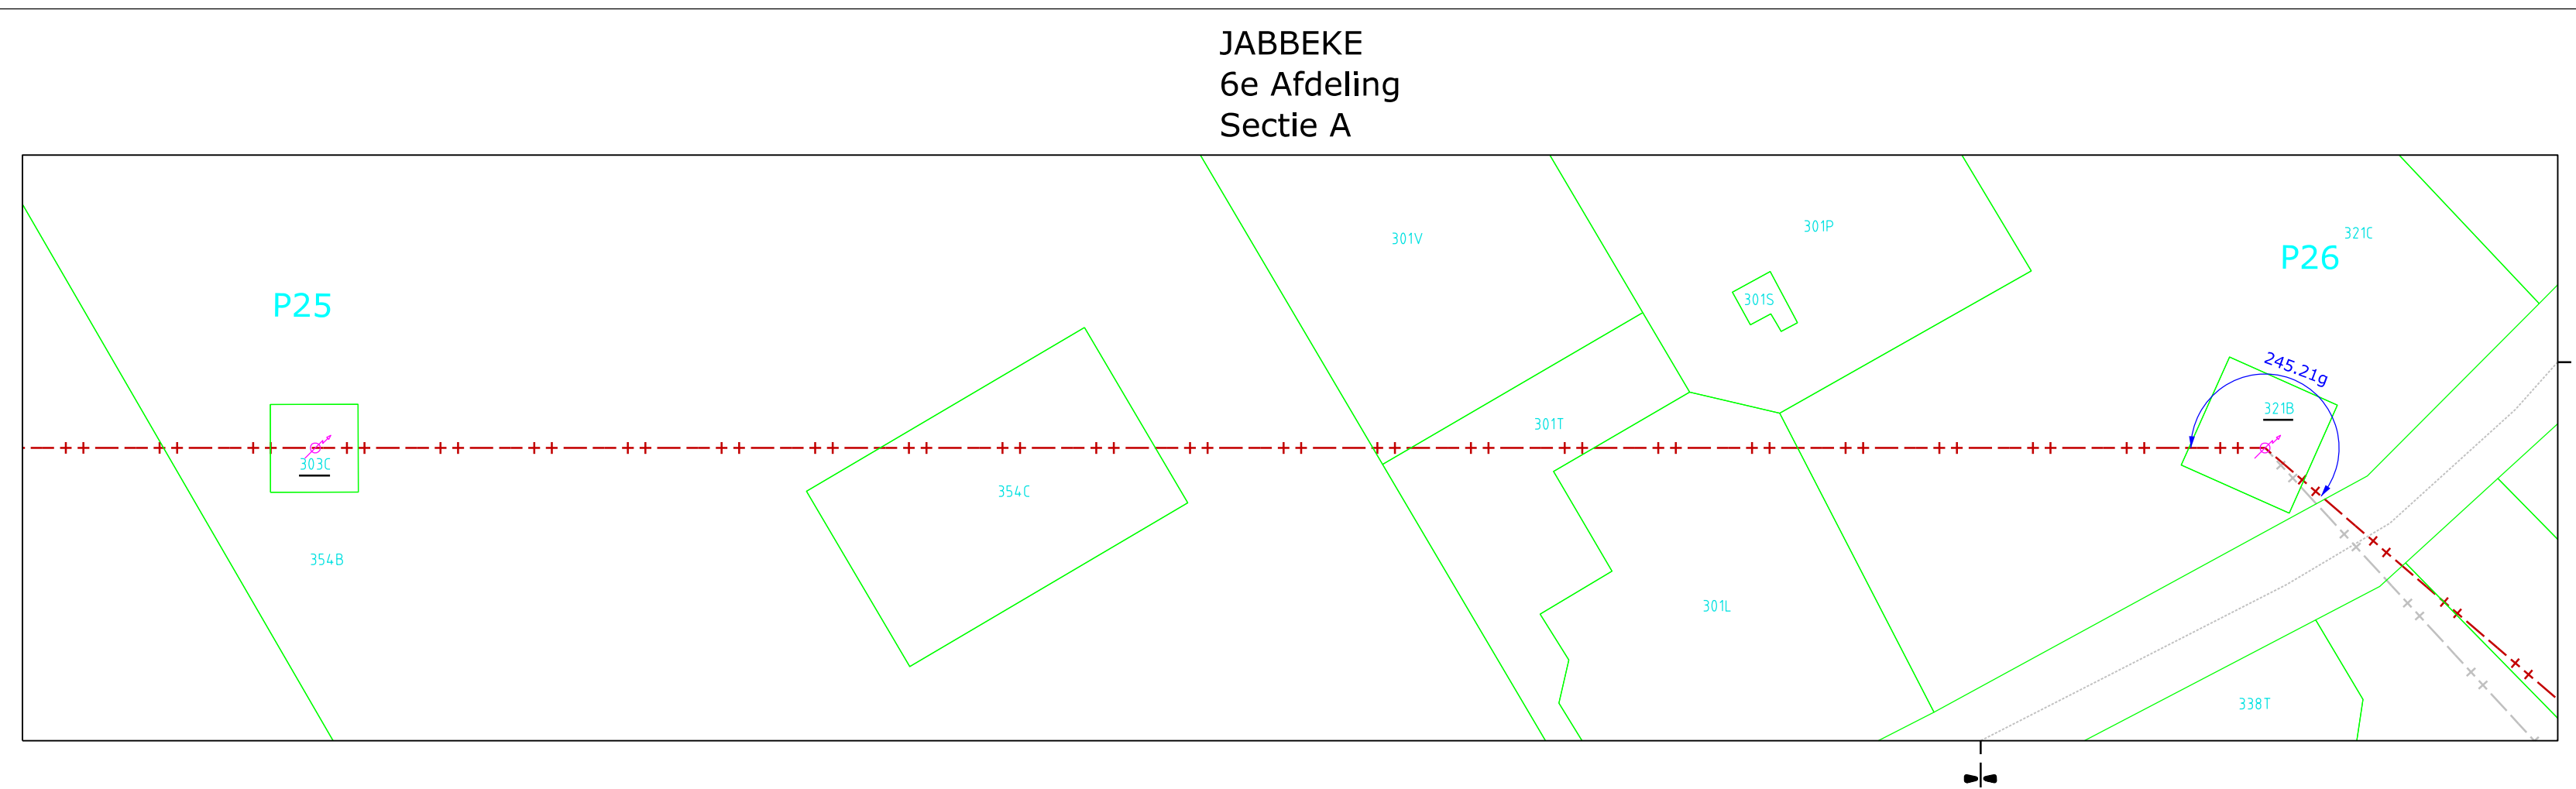 JABBEKE
6e Afdeling
Sectie A
301V
301P
321C
P26
P25
301S
245.21g
321B
301T
303C
354C
354B
301L
338T